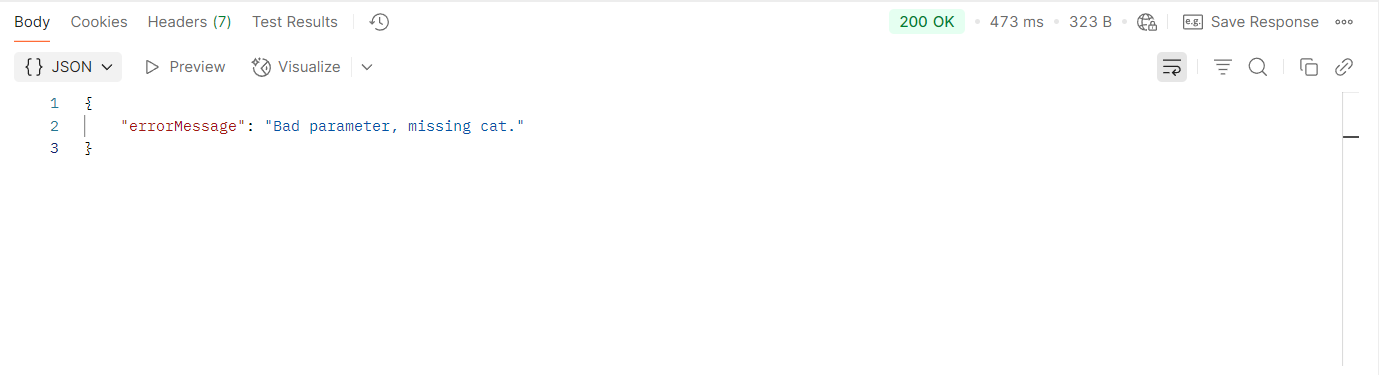 Body Cookies Headers (7) Test Results 200 OK • 473 ms • 323 B • e.g. Save Response
{} JSON Preview Visualize
1 {
2 "errorMessage": "Bad parameter, missing cat."
3 }